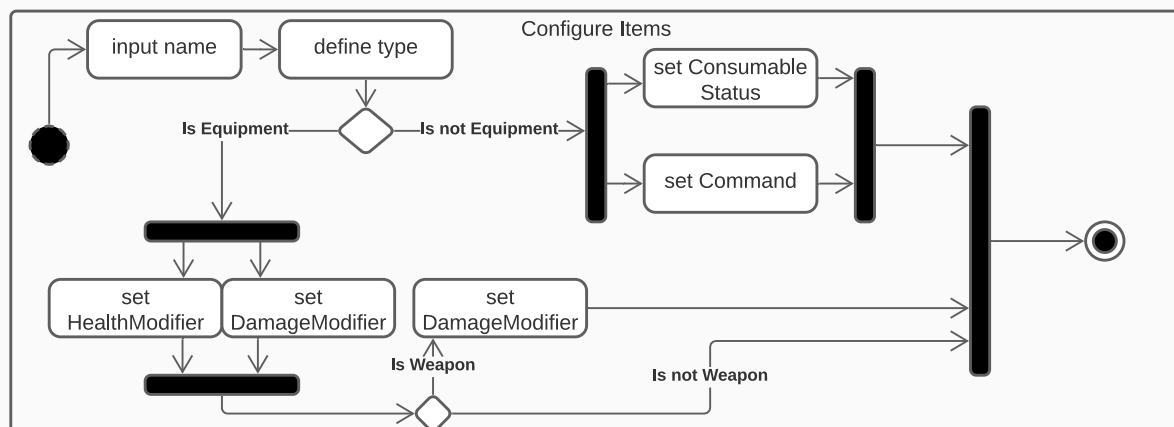 Configure Items
input name
define type
set Consumable
Status
Is Equipment
Is not Equipment
set Command
set
HealthModifier
set
DamageModifier
set
DamageModifier
Is Weapon
Is not Weapon